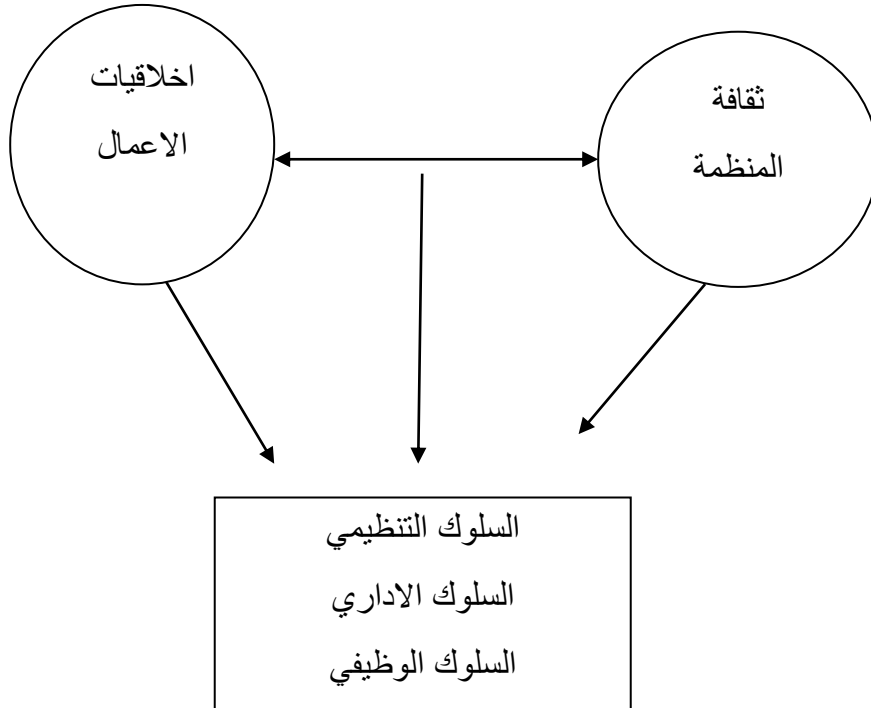 ثقافة
المنظمة
اخلاقيات
الاعمال
السلوك التنظيمي
السلوك الاداري
السلوك الوظيفي